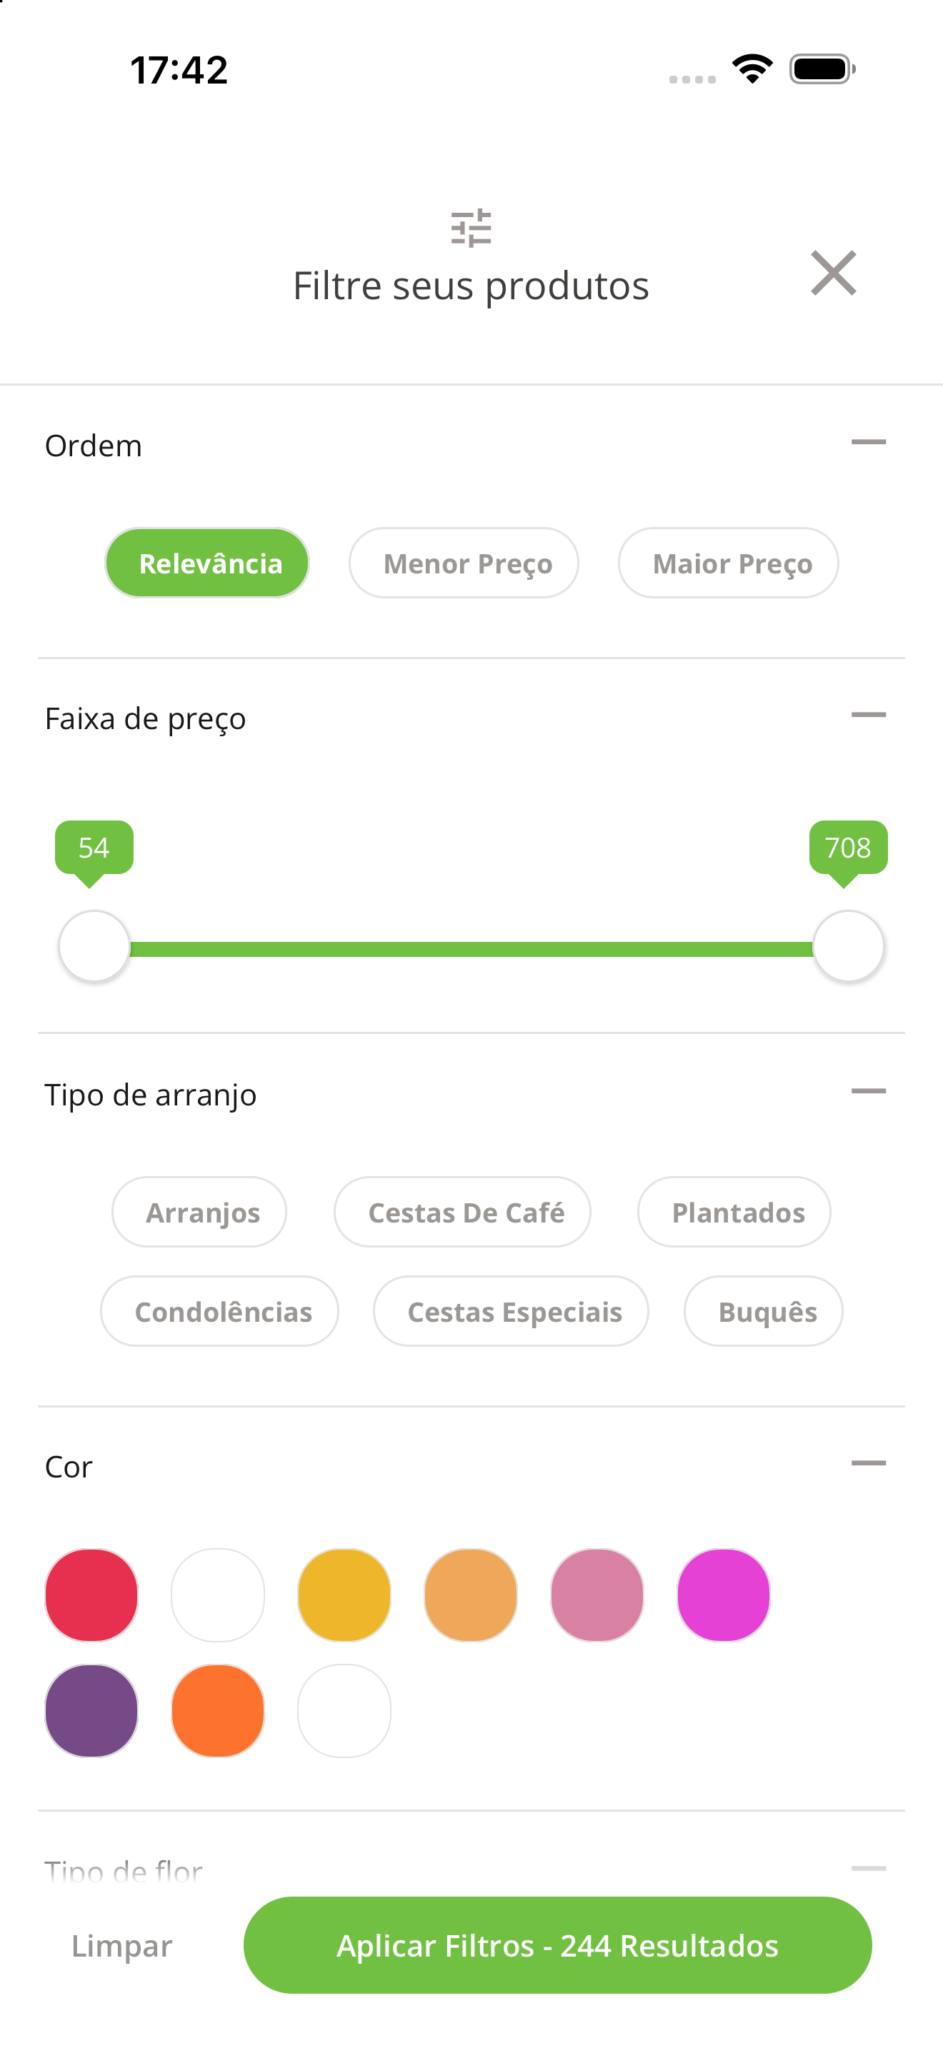 17:42
Filtre seus produtos
Ordem
Relevância Menor Preço Maior Preço
Faixa de preço
54 708
Tipo de arranjo
Arranjos Cestas De Café Plantados
Condolências Cestas Especiais Buquês
Cor
Tipo de flor
Limpar Aplicar Filtros - 244 Resultados